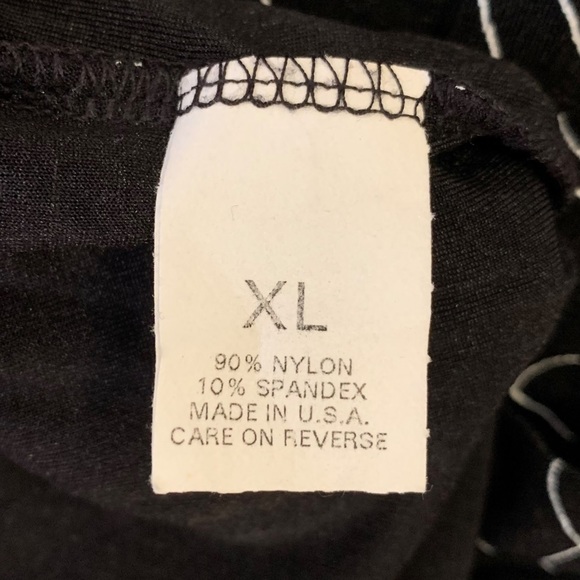 XL
90% NYLON
10% SPANDEX
MADE IN U.S.A.
CARE ON REVERSE